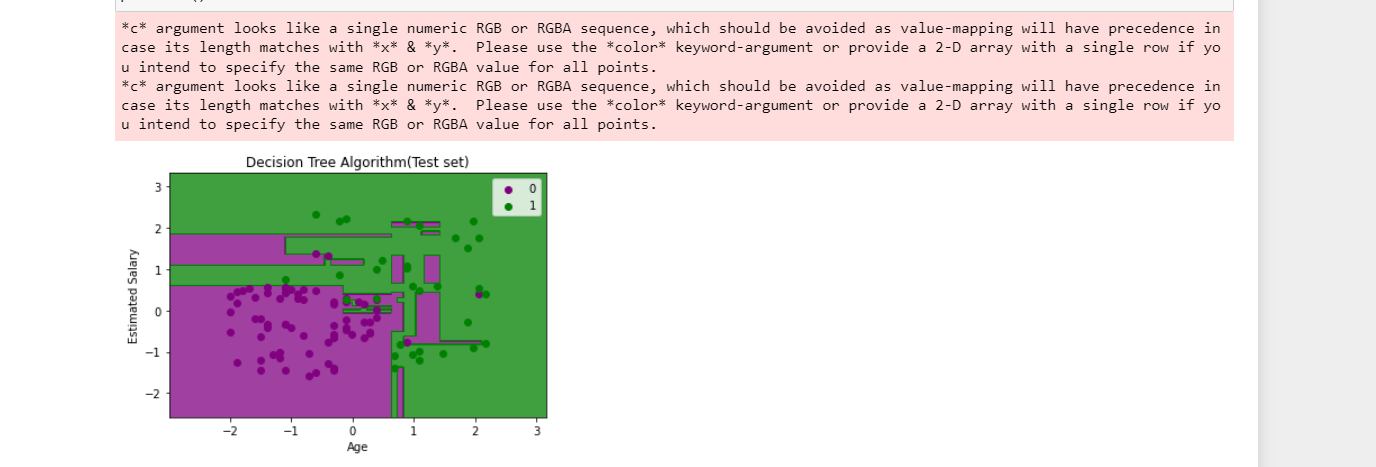 *c* argument looks like a single numeric RGB or RGBA sequence, which should be avoided as value-mapping will have precedence in
case its length matches with *x* & *y*.  Please use the *color* keyword-argument or provide a 2-D array with a single row if yo
u intend to specify the same RGB or RGBA value for all points.
*c* argument looks like a single numeric RGB or RGBA sequence, which should be avoided as value-mapping will have precedence in
case its length matches with *x* & *y*.  Please use the *color* keyword-argument or provide a 2-D array with a single row if yo
u intend to specify the same RGB or RGBA value for all points.
Decision Tree Algorithm(Test set)
0
1
Estimated Salary
3
2
1
0
−1
−2
−2 −1 0 1 2 3
Age